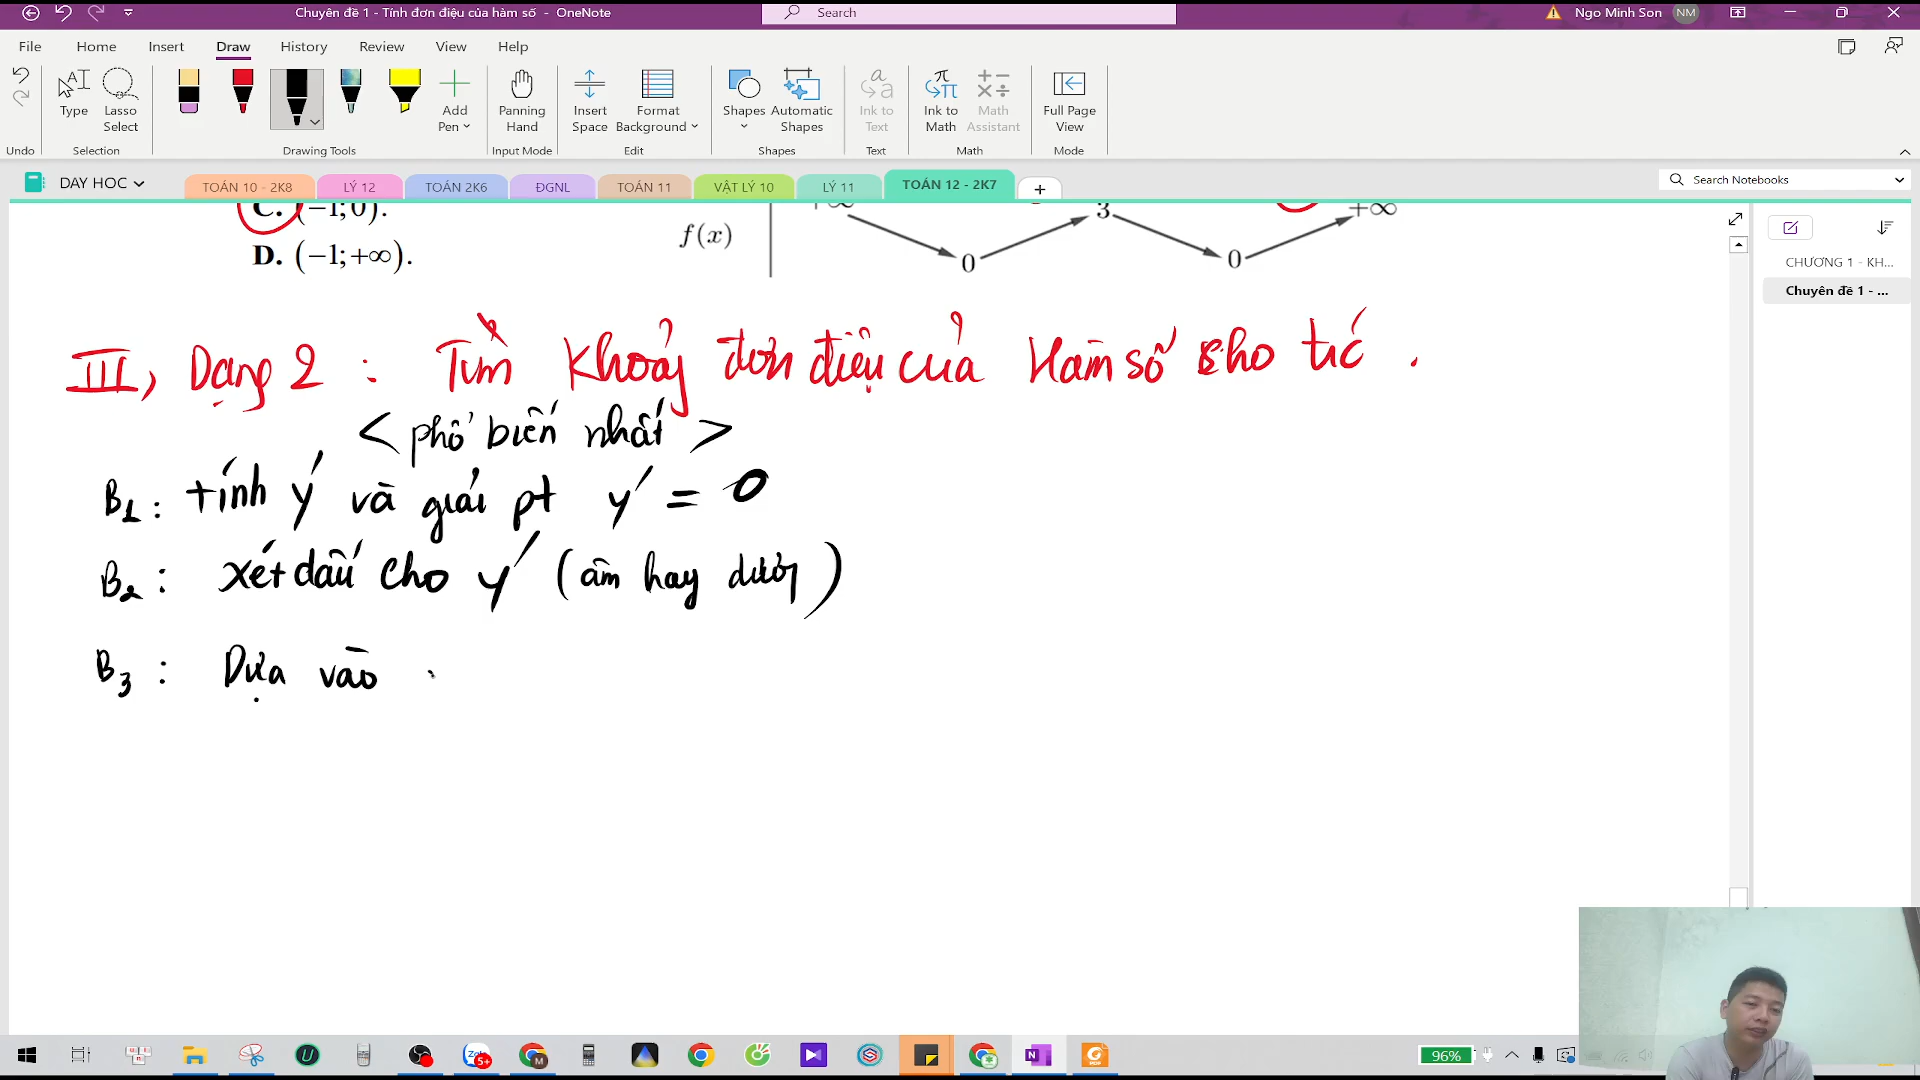 Chuyên đề 1 - Tính đơn điệu của hàm số - OneNote
Search
Ngo Minh Son
NM
File Home Insert Draw History Review View Help
Type
Lasso Select
Add Pen
Panning Hand
Insert Space
Format Background
Shapes
Automatic Shapes
Ink to Text
Ink to Math
Math Assistant
Full Page View
Undo Selection Drawing Tools Input Mode Edit Shapes Text Math Mode
DAY HOC
TOÁN 10 - 2K8
LÝ 12
TOÁN 2K6
ĐGNL
TOÁN 11
VẬT LÝ 10
LÝ 11
TOÁN 12 - 2K7
Search Notebooks
CHƯƠNG 1 - KH...
Chuyên đề 1 - ...
C. (−1;0).
D. (−1;+∞).
f(x) +∞ 0 3 0 +∞
III, Dạng 2 : Tìm Khoảng đơn điệu của Hàm số cho trước .
< phổ biến nhất >
B1 : tính y' và giải pt y' = 0
B2 : xét dấu cho y' (âm hay dương)
B3 : Dựa vào
96%